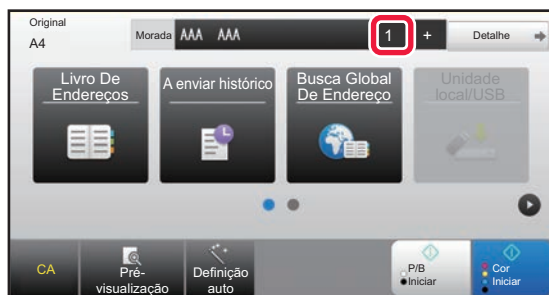 Original
A4
Morada AAA AAA 1 + Detalhe
Livro De
Endereços
A enviar histórico
Busca Global
De Endereço
Unidade
local/USB
CA
Pré-
visualização
Definição
auto
P/B
Iniciar
Cor
Iniciar